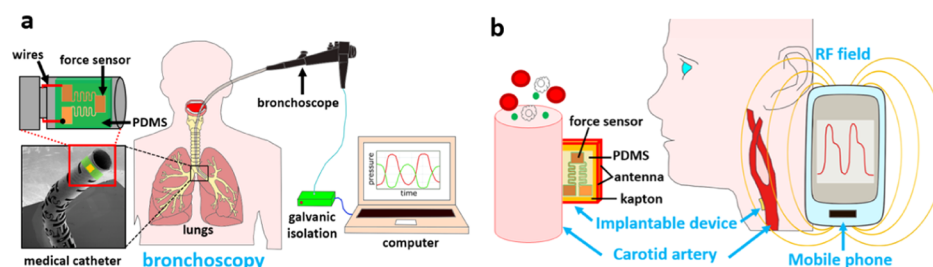 a
wires
force sensor
PDMS
medical catheter
lungs
bronchoscopy
bronchoscope
galvanic
isolation
pressure
time
computer
b
force sensor
PDMS
antenna
kapton
Implantable device
Carotid artery
RF field
Mobile phone